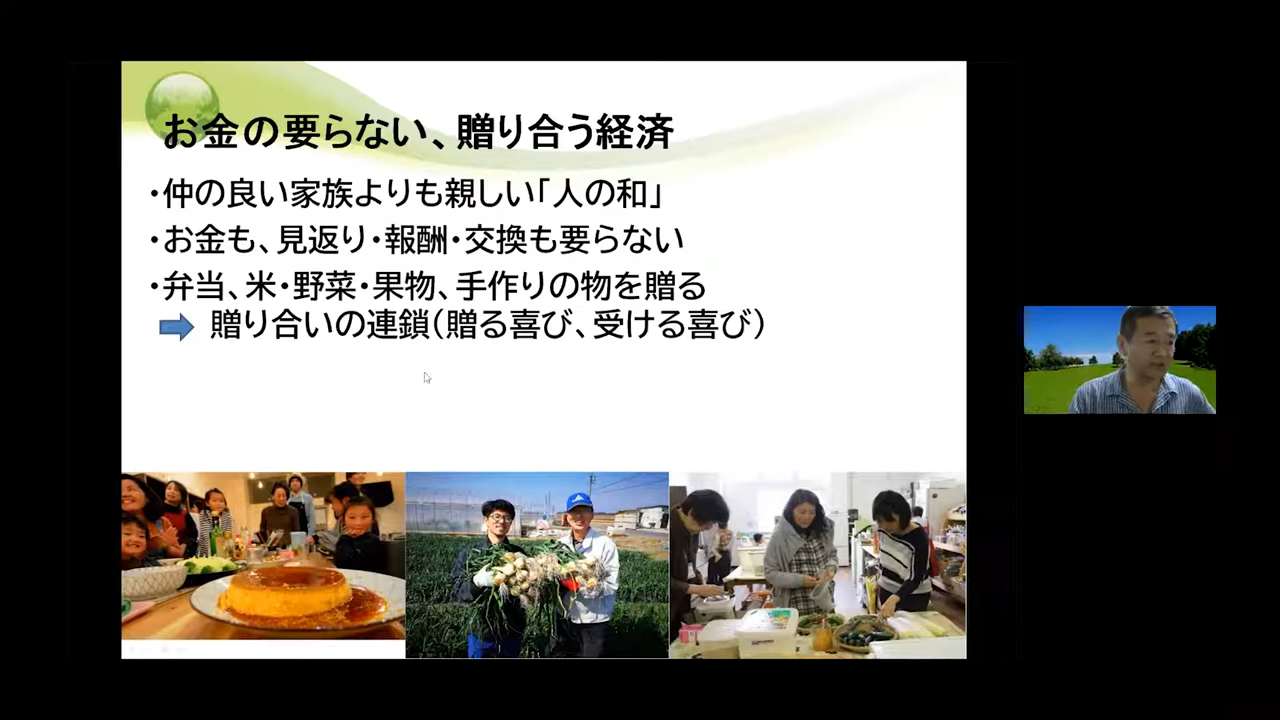 お金の要らない、贈り合う経済
・仲の良い家族よりも親しい「人の和」
・お金も、見返り・報酬・交換も要らない
・弁当、米・野菜・果物、手作りの物を贈る
贈り合いの連鎖（贈る喜び、受ける喜び）